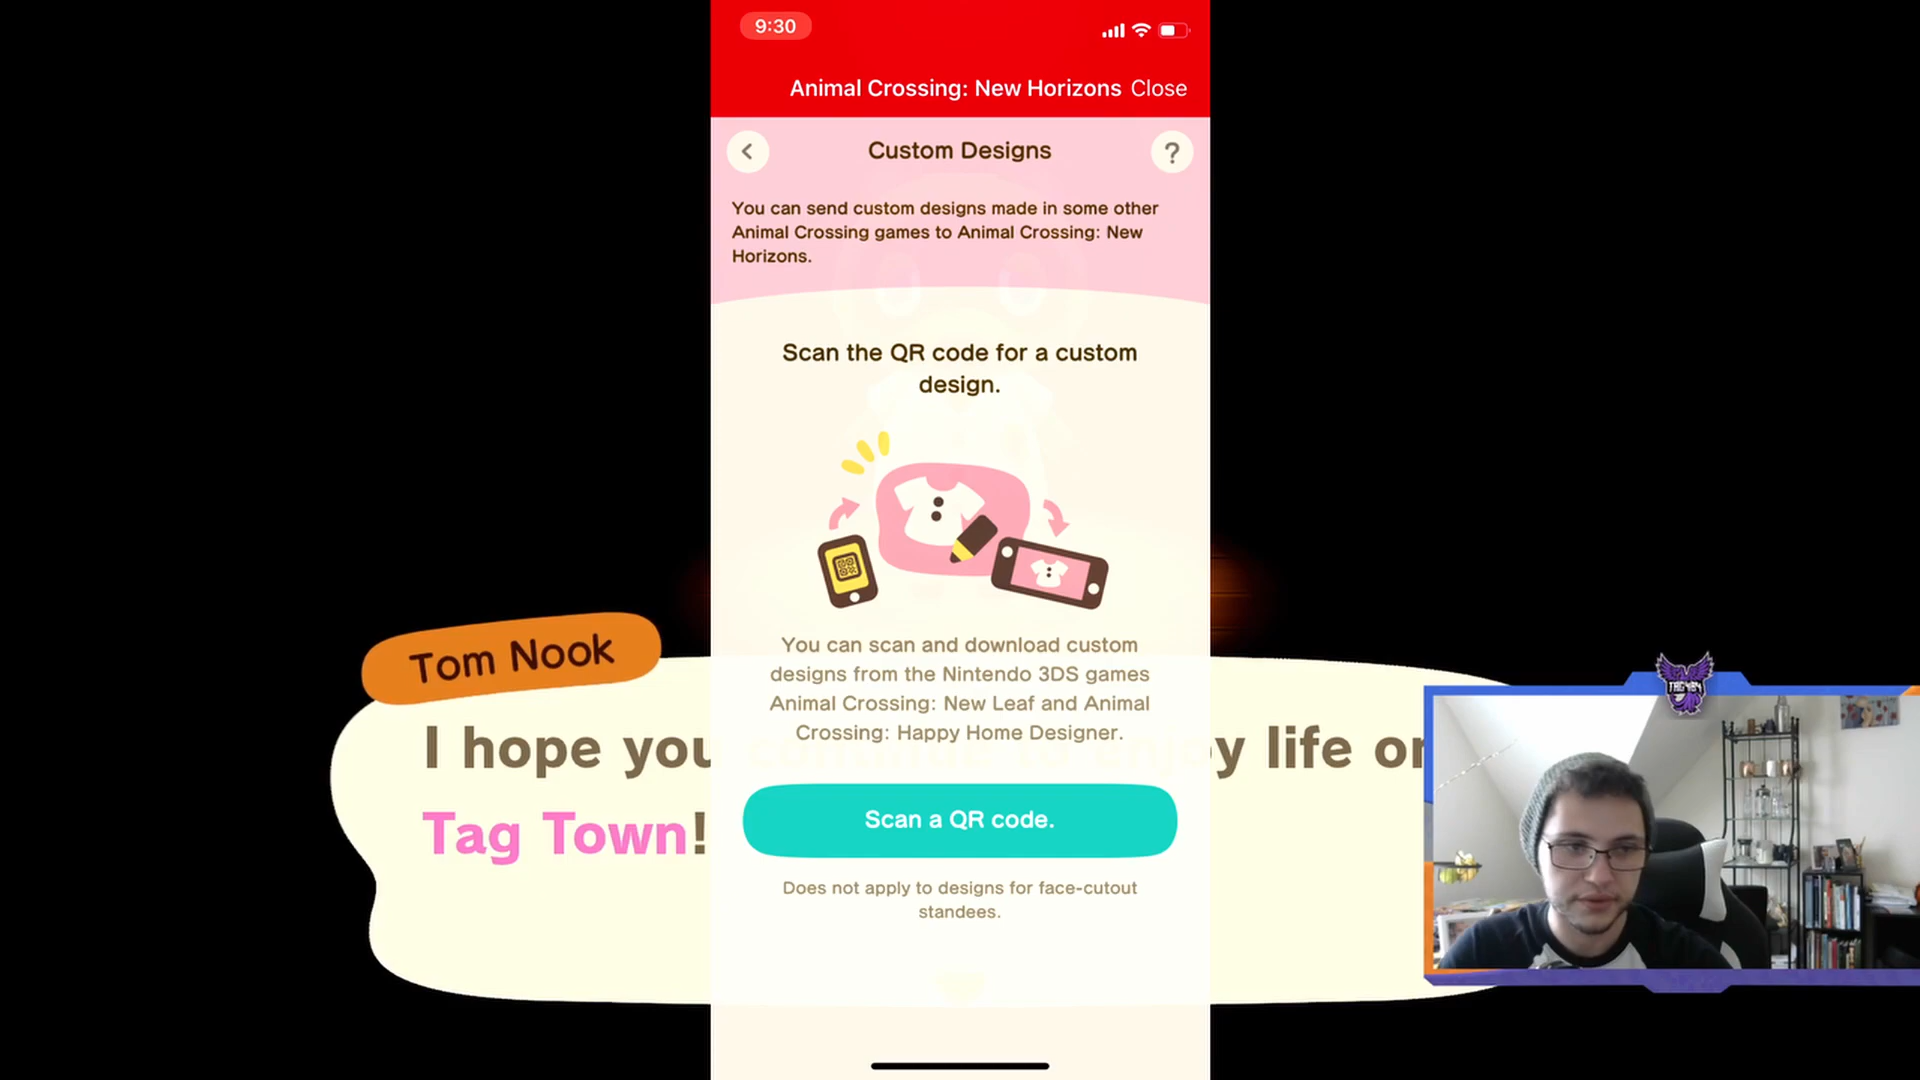 9:30
Animal Crossing: New Horizons Close
Custom Designs
?
You can send custom designs made in some other
Animal Crossing games to Animal Crossing: New
Horizons.
Scan the QR code for a custom
design.
You can scan and download custom
designs from the Nintendo 3DS games
Animal Crossing: New Leaf and Animal
Crossing: Happy Home Designer.
Scan a QR code.
Does not apply to designs for face-cutout
standees.
Tom Nook
I hope you continue to enjoy life on
Tag Town!